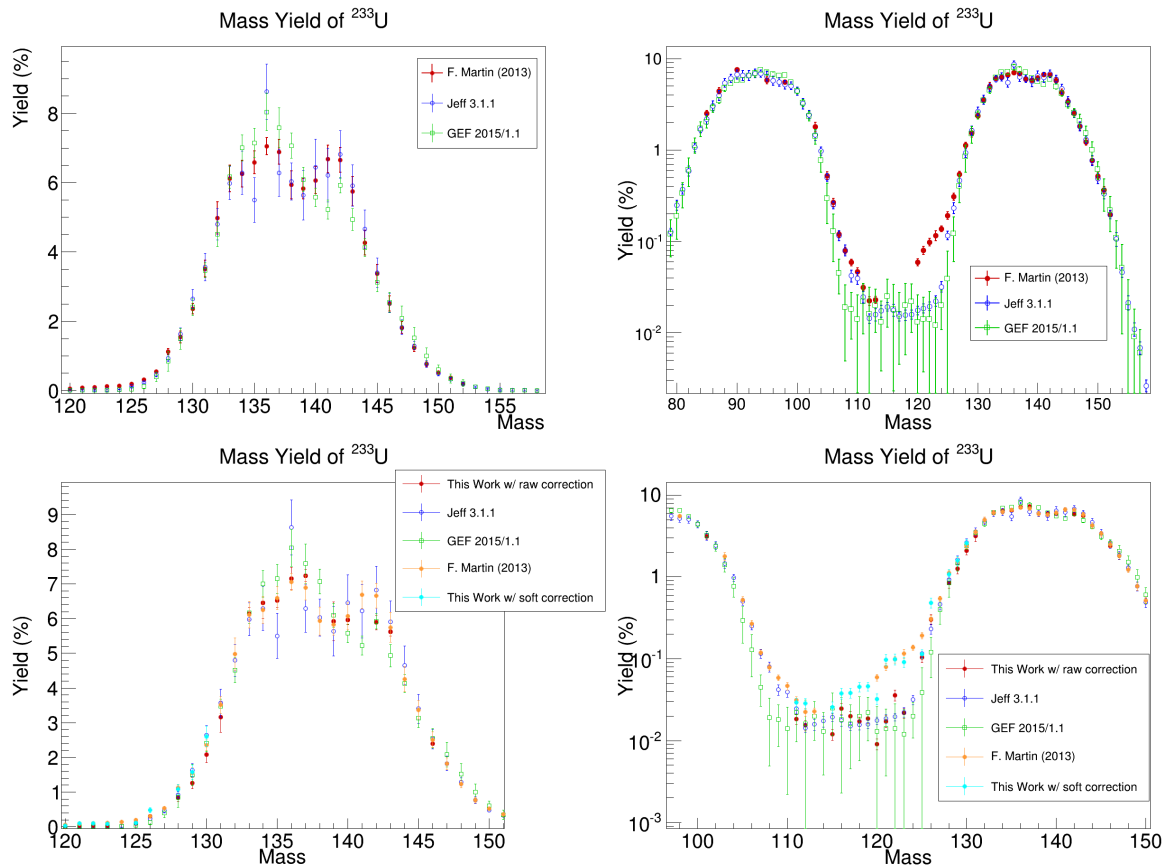 Mass Yield of ²³³U
Yield (%)
F. Martin (2013)
Jeff 3.1.1
GEF 2015/1.1
8
6
4
2
0
120 125 130 135 140 145 150 155
Mass
Mass Yield of ²³³U
Yield (%)
10
1
10⁻¹
10⁻²
F. Martin (2013)
Jeff 3.1.1
GEF 2015/1.1
80 90 100 110 120 130 140 150
Mass
Mass Yield of ²³³U
Yield (%)
This Work w/ raw correction
Jeff 3.1.1
GEF 2015/1.1
F. Martin (2013)
This Work w/ soft correction
9
8
7
6
5
4
3
2
1
0
120 130 140 150
Mass
Mass Yield of ²³³U
Yield (%)
10
1
10⁻¹
10⁻²
10⁻³
This Work w/ raw correction
Jeff 3.1.1
GEF 2015/1.1
F. Martin (2013)
This Work w/ soft correction
100 110 120 130 140 150
Mass